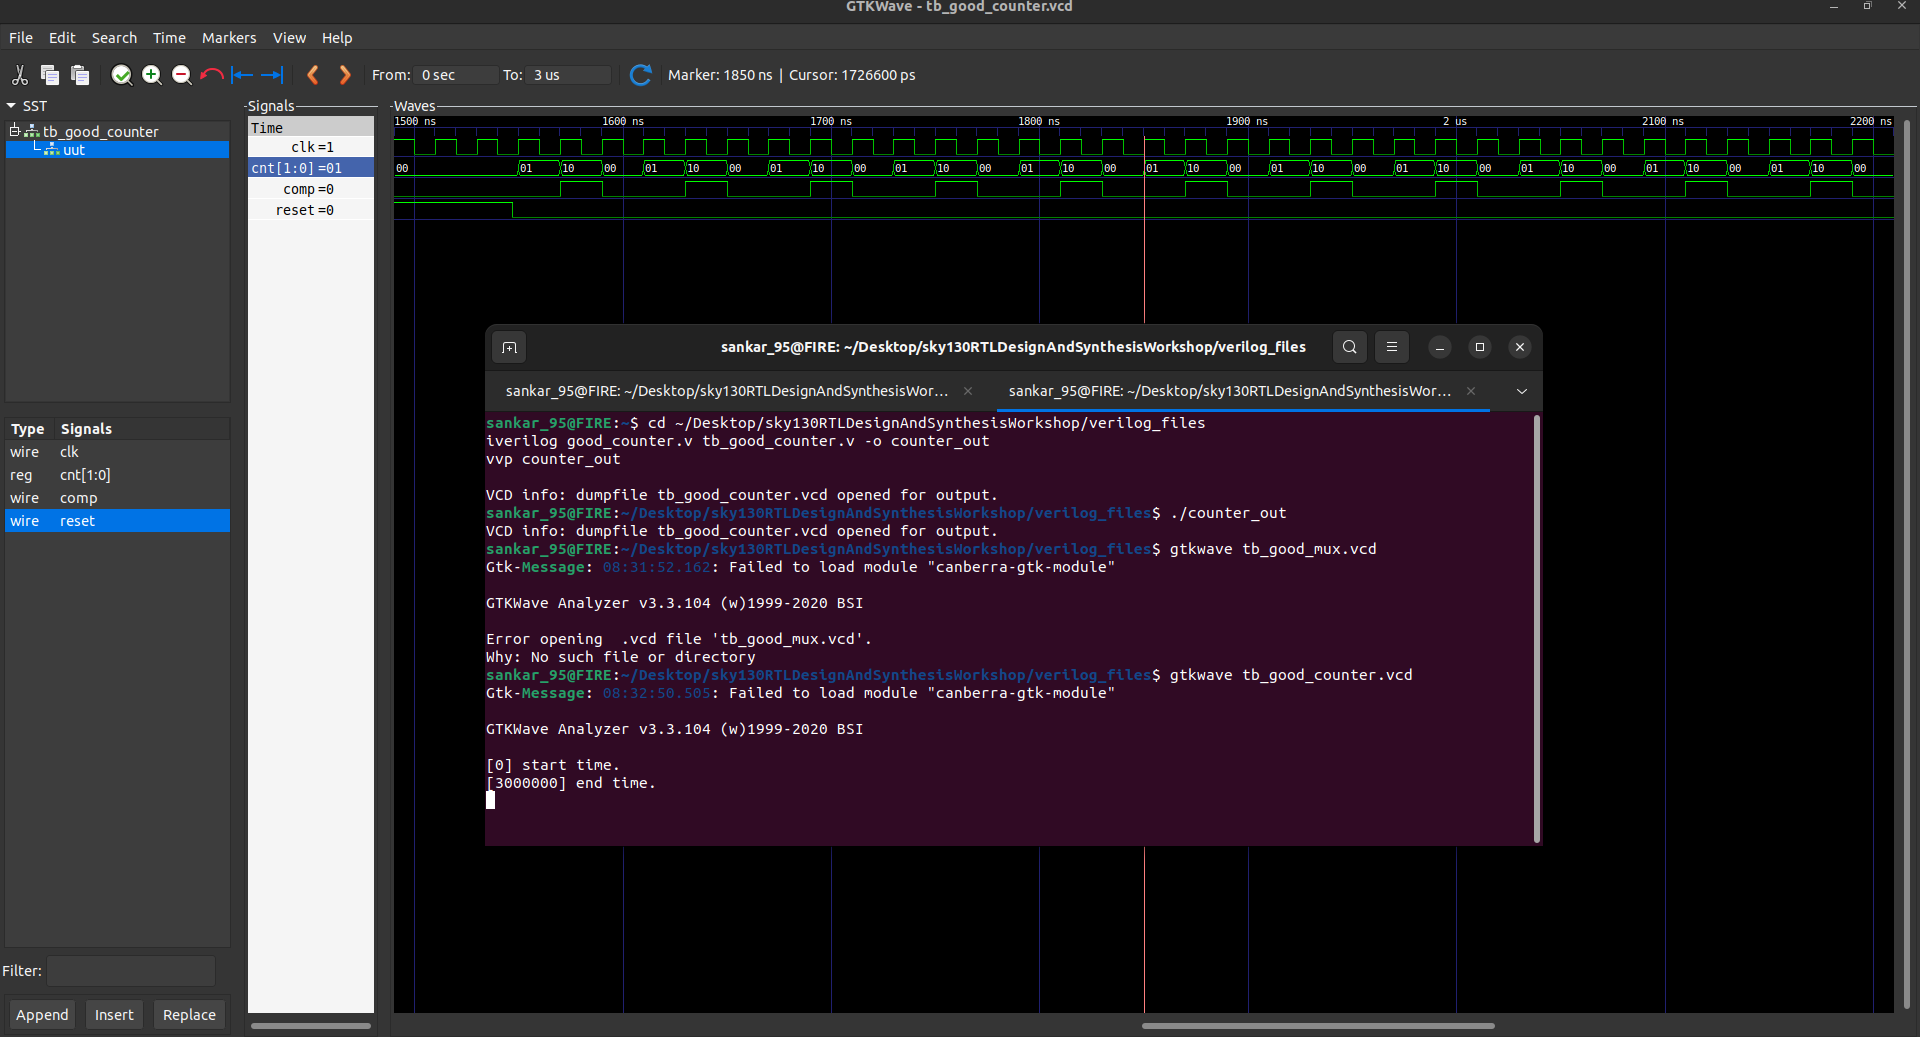 GTKWave - tb_good_counter.vcd
File Edit Search Time Markers View Help
From: 0 sec To: 3 us Marker: 1850 ns | Cursor: 1726600 ps
SST
tb_good_counter
uut
Type Signals
wire clk
reg cnt[1:0]
wire comp
wire reset
Filter:
Append Insert Replace
Signals
Time
clk =1
cnt[1:0] =01
comp =0
reset =0
Waves
1500 ns 1600 ns 1700 ns 1800 ns 1900 ns 2 us 2100 ns 2200 ns
00 01 10 00 01 10 00 01 10 00 01 10 00 01 10 00 01 10 00 01 10 00 01 10 00 01 10 00 01 10 00 01 10 00
sankar_95@FIRE: ~/Desktop/sky130RTLDesignAndSynthesisWorkshop/verilog_files
sankar_95@FIRE: ~/Desktop/sky130RTLDesignAndSynthesisWor... sankar_95@FIRE: ~/Desktop/sky130RTLDesignAndSynthesisWor...
sankar_95@FIRE:~$ cd ~/Desktop/sky130RTLDesignAndSynthesisWorkshop/verilog_files
iverilog good_counter.v tb_good_counter.v -o counter_out
vvp counter_out
VCD info: dumpfile tb_good_counter.vcd opened for output.
sankar_95@FIRE:~/Desktop/sky130RTLDesignAndSynthesisWorkshop/verilog_files$ ./counter_out
VCD info: dumpfile tb_good_counter.vcd opened for output.
sankar_95@FIRE:~/Desktop/sky130RTLDesignAndSynthesisWorkshop/verilog_files$ gtkwave tb_good_mux.vcd
Gtk-Message: 08:31:52.162: Failed to load module "canberra-gtk-module"
GTKWave Analyzer v3.3.104 (w)1999-2020 BSI
Error opening  .vcd file 'tb_good_mux.vcd'.
Why: No such file or directory
sankar_95@FIRE:~/Desktop/sky130RTLDesignAndSynthesisWorkshop/verilog_files$ gtkwave tb_good_counter.vcd
Gtk-Message: 08:32:50.505: Failed to load module "canberra-gtk-module"
GTKWave Analyzer v3.3.104 (w)1999-2020 BSI
[0] start time.
[3000000] end time.